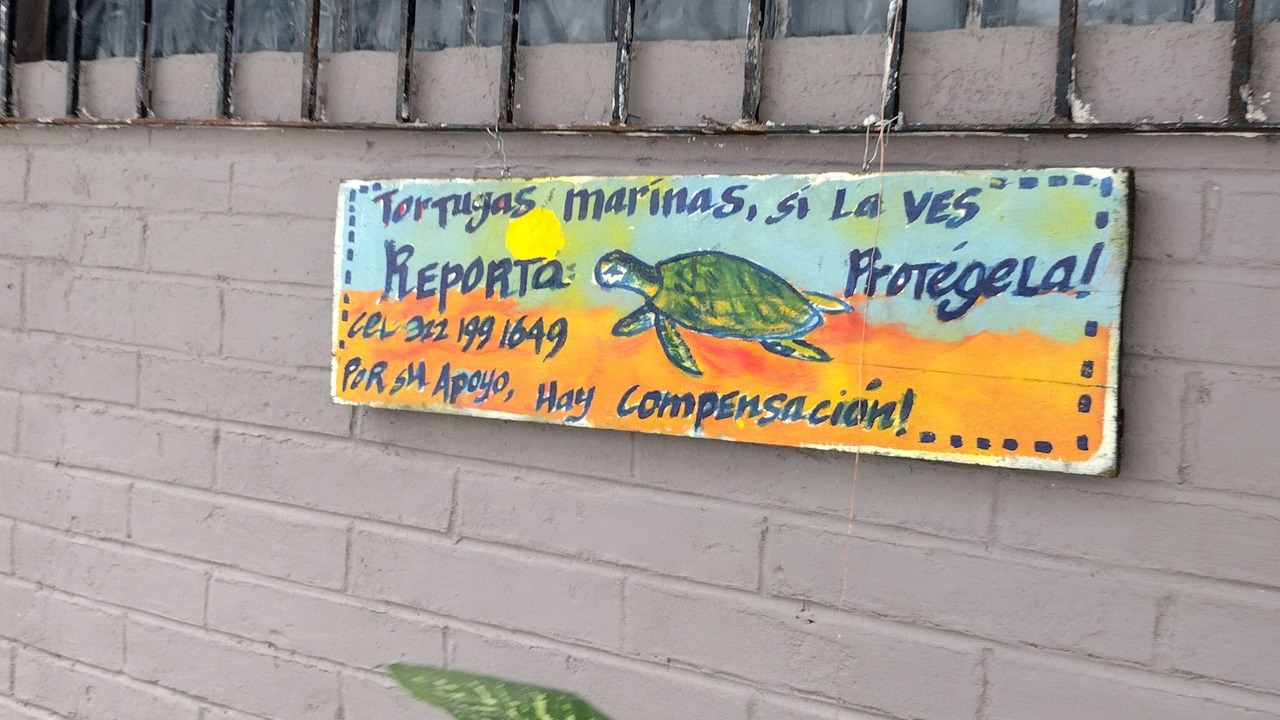 Tortugas marinas, si La VES
REPORTA Protégela!
cel 322 199 1649
POR su Apoyo, Hay compensación!